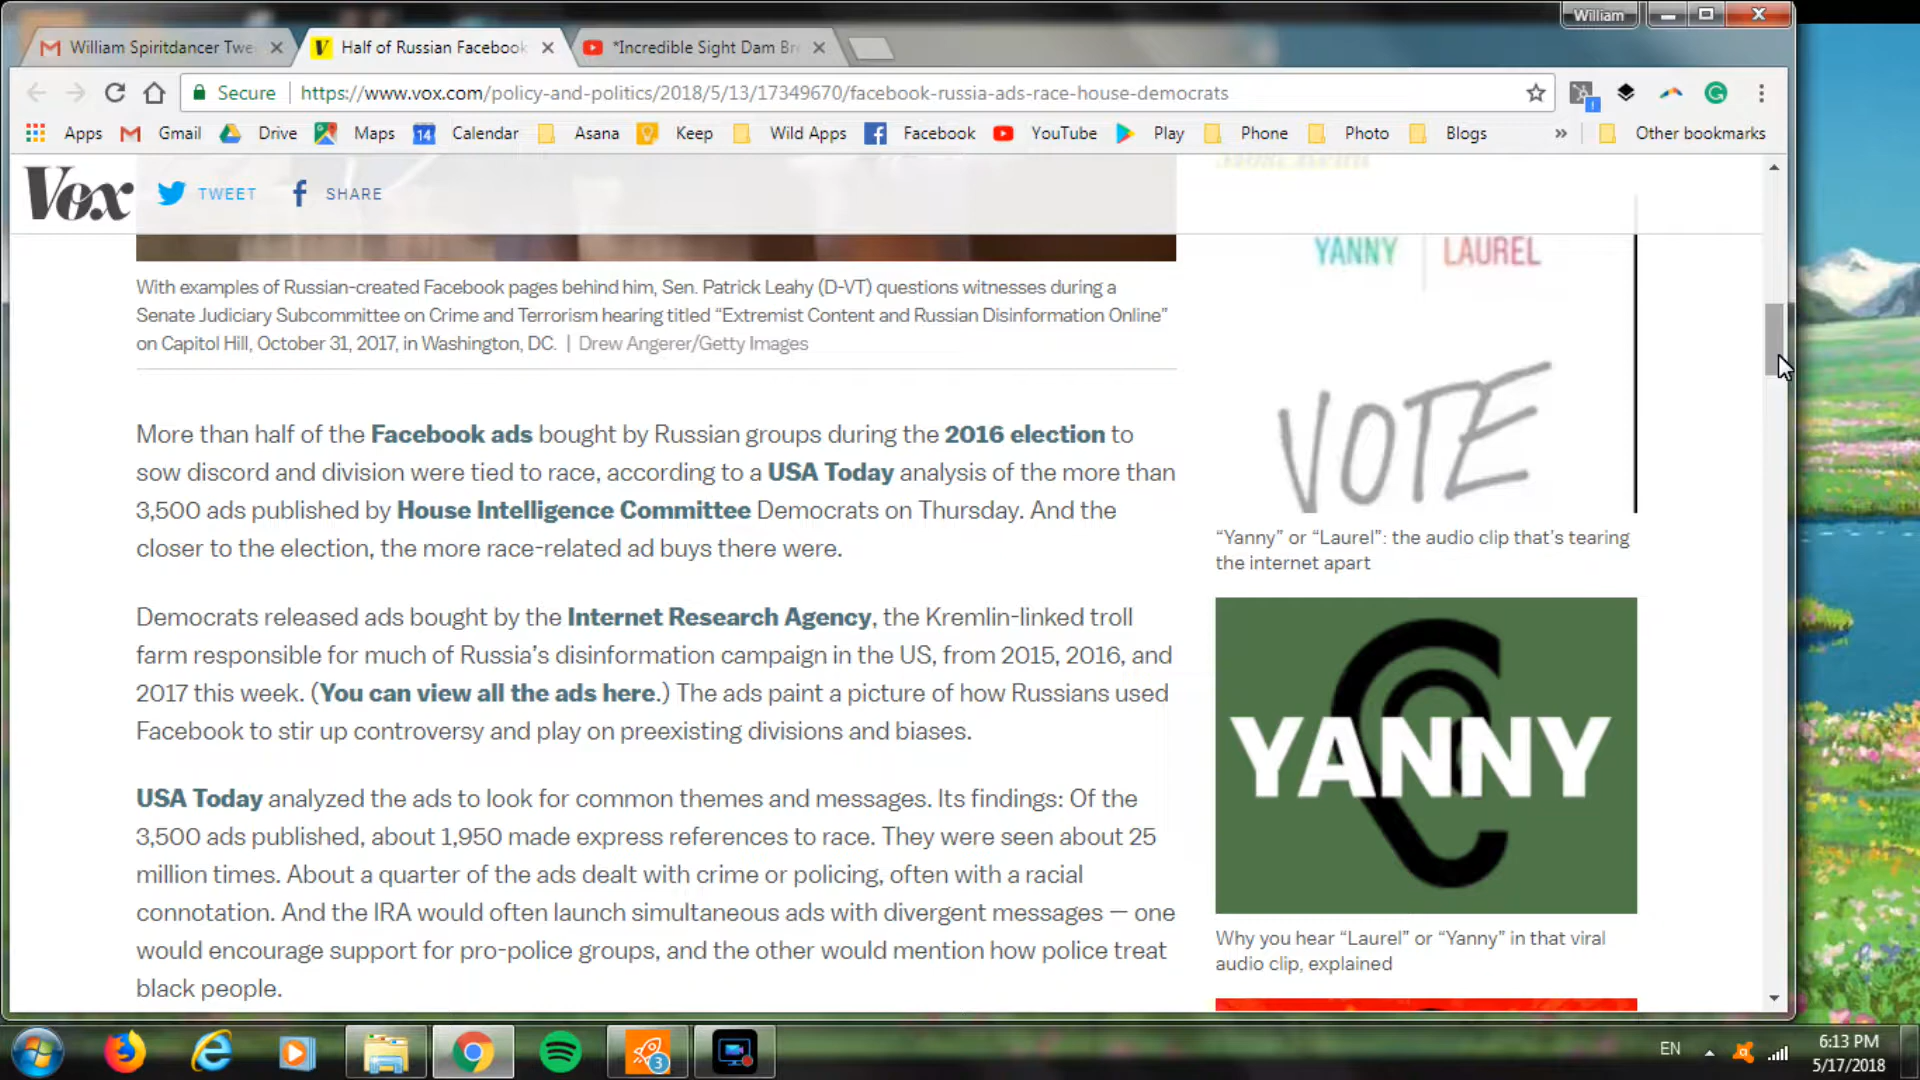 William
William Spiritdancer Twe
Half of Russian Facebook
*Incredible Sight Dam Bre
Secure
https://www.vox.com/policy-and-politics/2018/5/13/17349670/facebook-russia-ads-race-house-democrats
Apps
Gmail
Drive
Maps
14
Calendar
Asana
Keep
Wild Apps
Facebook
YouTube
Play
Phone
Photo
Blogs
»
Other bookmarks
Vox
TWEET
SHARE
With examples of Russian-created Facebook pages behind him, Sen. Patrick Leahy (D-VT) questions witnesses during a
Senate Judiciary Subcommittee on Crime and Terrorism hearing titled “Extremist Content and Russian Disinformation Online”
on Capitol Hill, October 31, 2017, in Washington, DC. | Drew Angerer/Getty Images
More than half of the Facebook ads bought by Russian groups during the 2016 election to
sow discord and division were tied to race, according to a USA Today analysis of the more than
3,500 ads published by House Intelligence Committee Democrats on Thursday. And the
closer to the election, the more race-related ad buys there were.
Democrats released ads bought by the Internet Research Agency, the Kremlin-linked troll
farm responsible for much of Russia’s disinformation campaign in the US, from 2015, 2016, and
2017 this week. (You can view all the ads here.) The ads paint a picture of how Russians used
Facebook to stir up controversy and play on preexisting divisions and biases.
USA Today analyzed the ads to look for common themes and messages. Its findings: Of the
3,500 ads published, about 1,950 made express references to race. They were seen about 25
million times. About a quarter of the ads dealt with crime or policing, often with a racial
connotation. And the IRA would often launch simultaneous ads with divergent messages — one
would encourage support for pro-police groups, and the other would mention how police treat
black people.
YANNY
LAUREL
VOTE
“Yanny” or “Laurel”: the audio clip that’s tearing
the internet apart
YANNY
Why you hear “Laurel” or “Yanny” in that viral
audio clip, explained
3
EN
6:13 PM
5/17/2018